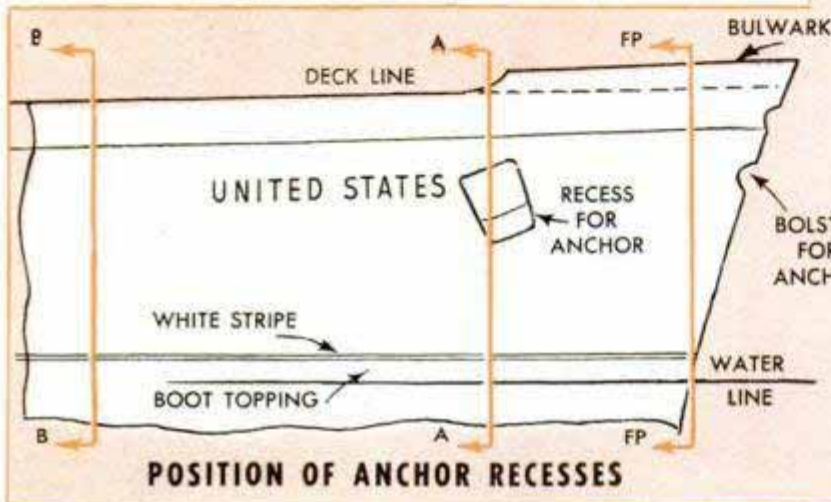 B A FP BULWARK
DECK LINE
UNITED STATES
RECESS
FOR
ANCHOR
WHITE STRIPE
BOOT TOPPING
WATER
LINE
B A FP
POSITION OF ANCHOR RECESSES